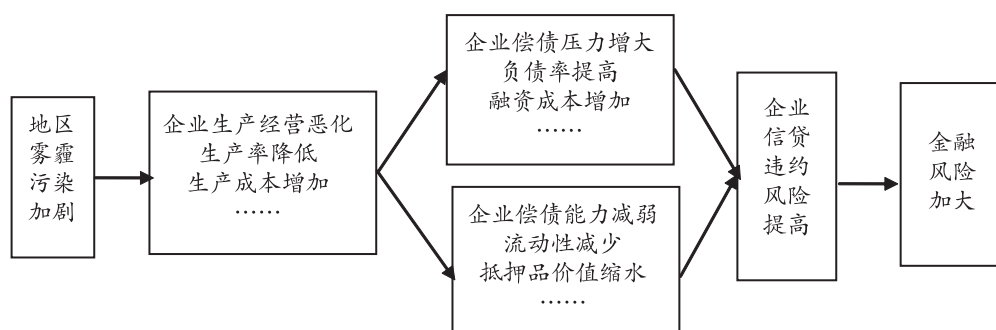 地区
雾霾
污染
加剧
企业生产经营恶化
生产率降低
生产成本增加
……
企业偿债压力增大
负债率提高
融资成本增加
……
企业偿债能力减弱
流动性减少
抵押品价值缩水
……
企业
信贷
违约
风险
提高
金融
风险
加大